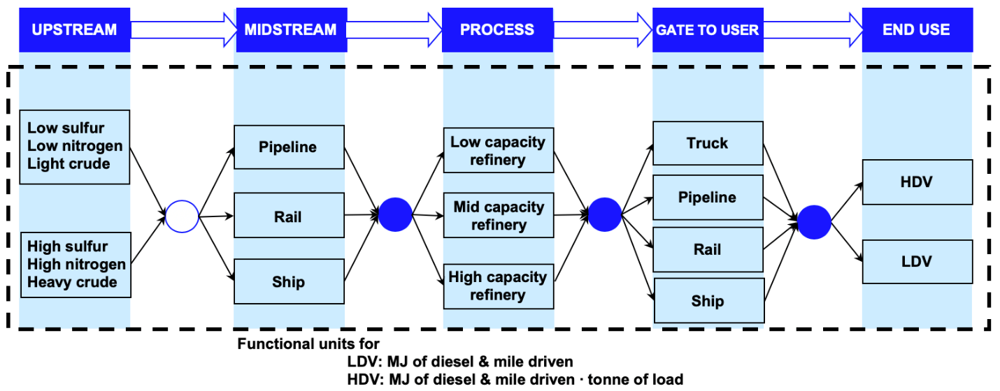 UPSTREAM
MIDSTREAM
PROCESS
GATE TO USER
END USE
Low sulfur
Low nitrogen
Light crude
High sulfur
High nitrogen
Heavy crude
Pipeline
Rail
Ship
Low capacity
refinery
Mid capacity
refinery
High capacity
refinery
Truck
Pipeline
Rail
Ship
HDV
LDV
Functional units for
LDV: MJ of diesel & mile driven
HDV: MJ of diesel & mile driven · tonne of load